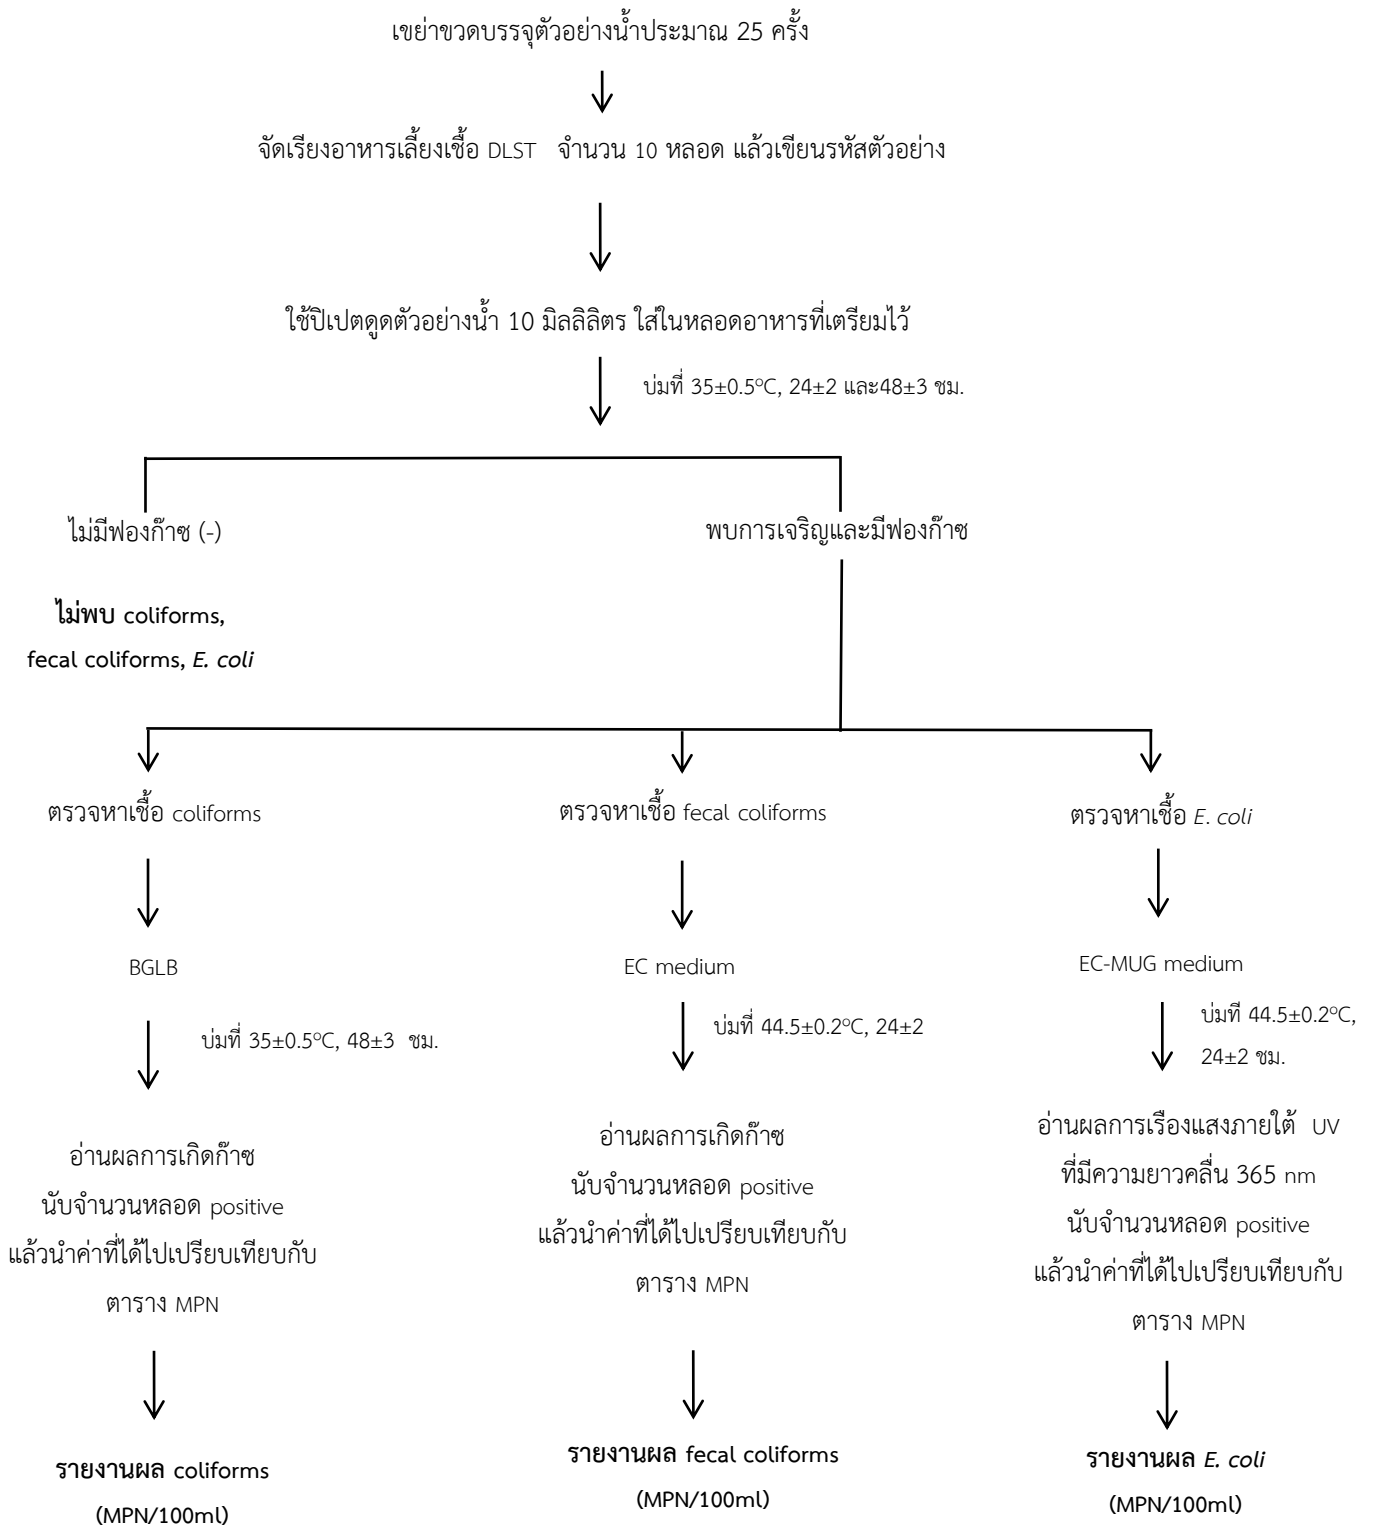 เขย่าขวดบรรจุตัวอย่างน้ำประมาณ 25 ครั้ง
จัดเรียงอาหารเลี้ยงเชื้อ DLST จำนวน 10 หลอด แล้วเขียนรหัสตัวอย่าง
ใช้ปิเปตดูดตัวอย่างน้ำ 10 มิลลิลิตร ใส่ในหลอดอาหารที่เตรียมไว้
บ่มที่ 35±0.5°C, 24±2 และ48±3 ชม.
ไม่มีฟองก๊าซ (-)
พบการเจริญและมีฟองก๊าซ
ไม่พบ coliforms,
fecal coliforms, E. coli
ตรวจหาเชื้อ coliforms
ตรวจหาเชื้อ fecal coliforms
ตรวจหาเชื้อ E. coli
BGLB
EC medium
EC-MUG medium
บ่มที่ 35±0.5°C, 48±3 ชม.
บ่มที่ 44.5±0.2°C, 24±2
บ่มที 44.5±0.2°C,
24±2 ชม.
อ่านผลการเกิดก๊าซ
นับจำนวนหลอด positive
แล้วนำค่าที่ได้ไปเปรียบเทียบกับ
ตาราง MPN
อ่านผลการเกิดก๊าซ
นับจำนวนหลอด positive
แล้วนำค่าที่ได้ไปเปรียบเทียบกับ
ตาราง MPN
อ่านผลการเรืองแสงภายใต้ UV
ที่มีความยาวคลื่น 365 nm
นับจำนวนหลอด positive
แล้วนำค่าที่ได้ไปเปรียบเทียบกับ
ตาราง MPN
รายงานผล coliforms
(MPN/100ml)
รายงานผล fecal coliforms
(MPN/100ml)
รายงานผล E. coli
(MPN/100ml)